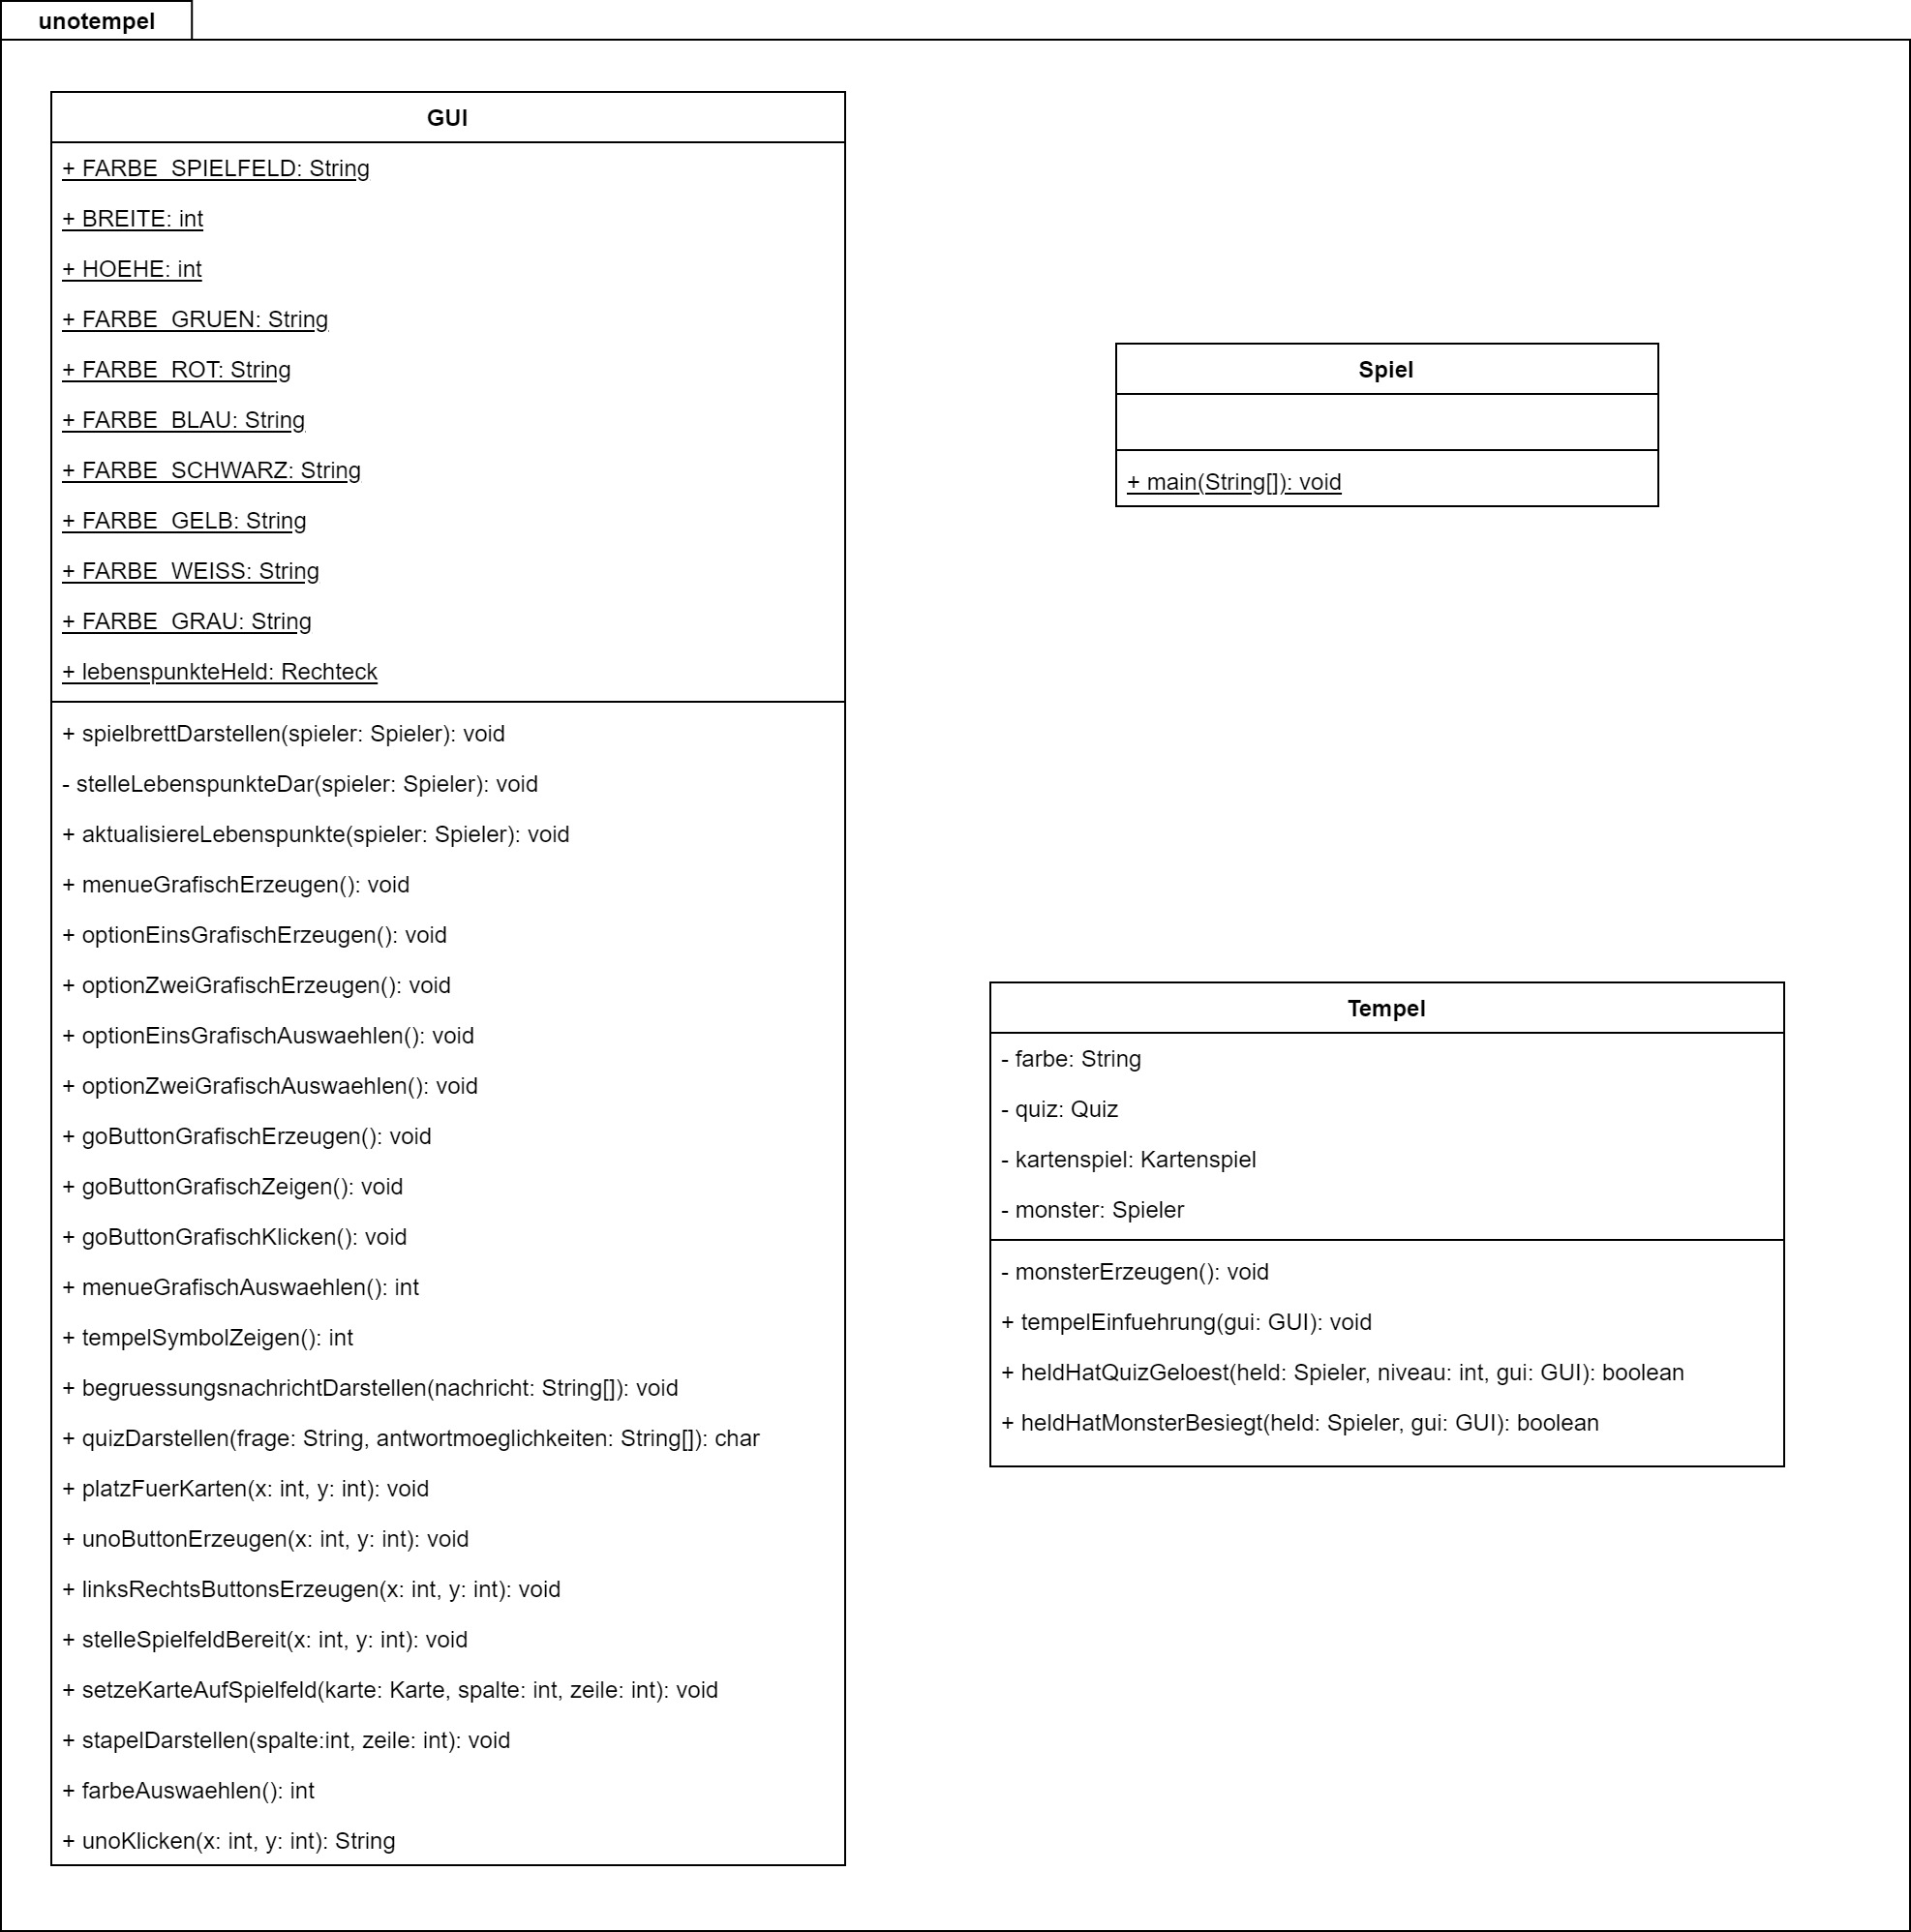 unotempel
GUI
+ FARBE_SPIELFELD: String
+ BREITE: int
+ HOEHE: int
+ FARBE_GRUEN: String
+ FARBE_ROT: String
+ FARBE_BLAU: String
+ FARBE_SCHWARZ: String
+ FARBE_GELB: String
+ FARBE_WEISS: String
+ FARBE_GRAU: String
+ lebenspunkteHeld: Rechteck
+ spielbrettDarstellen(spieler: Spieler): void
- stelleLebenspunkteDar(spieler: Spieler): void
+ aktualisiereLebenspunkte(spieler: Spieler): void
+ menueGrafischErzeugen(): void
+ optionEinsGrafischErzeugen(): void
+ optionZweiGrafischErzeugen(): void
+ optionEinsGrafischAuswaehlen(): void
+ optionZweiGrafischAuswaehlen(): void
+ goButtonGrafischErzeugen(): void
+ goButtonGrafischZeigen(): void
+ goButtonGrafischKlicken(): void
+ menueGrafischAuswaehlen(): int
+ tempelSymbolZeigen(): int
+ begruessungsnachrichtDarstellen(nachricht: String[]): void
+ quizDarstellen(frage: String, antwortmoeglichkeiten: String[]): char
+ platzFuerKarten(x: int, y: int): void
+ unoButtonErzeugen(x: int, y: int): void
+ linksRechtsButtonsErzeugen(x: int, y: int): void
+ stelleSpielfeldBereit(x: int, y: int): void
+ setzeKarteAufSpielfeld(karte: Karte, spalte: int, zeile: int): void
+ stapelDarstellen(spalte:int, zeile: int): void
+ farbeAuswaehlen(): int
+ unoKlicken(x: int, y: int): String
Spiel
+ main(String[]): void
Tempel
- farbe: String
- quiz: Quiz
- kartenspiel: Kartenspiel
- monster: Spieler
- monsterErzeugen(): void
+ tempelEinfuehrung(gui: GUI): void
+ heldHatQuizGeloest(held: Spieler, niveau: int, gui: GUI): boolean
+ heldHatMonsterBesiegt(held: Spieler, gui: GUI): boolean